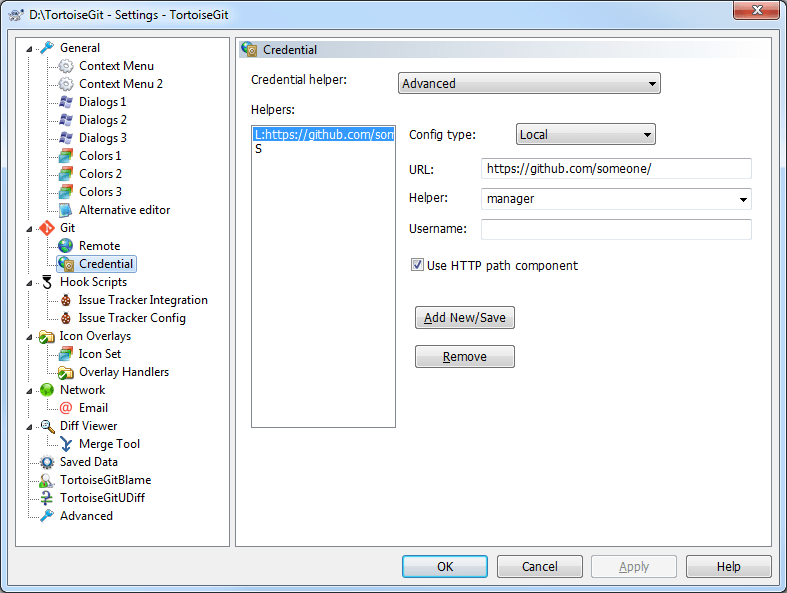 D:\TortoiseGit - Settings - TortoiseGit
General
Context Menu
Context Menu 2
Dialogs 1
Dialogs 2
Dialogs 3
Colors 1
Colors 2
Colors 3
Alternative editor
Git
Remote
Credential
Hook Scripts
Issue Tracker Integration
Issue Tracker Config
Icon Overlays
Icon Set
Overlay Handlers
Network
Email
Diff Viewer
Merge Tool
Saved Data
TortoiseGitBlame
TortoiseGitUDiff
Advanced
Credential
Credential helper: Advanced
Helpers:
L:https://github.com/som
S
Config type: Local
URL: https://github.com/someone/
Helper: manager
Username:
Use HTTP path component
Add New/Save
Remove
OK Cancel Apply Help